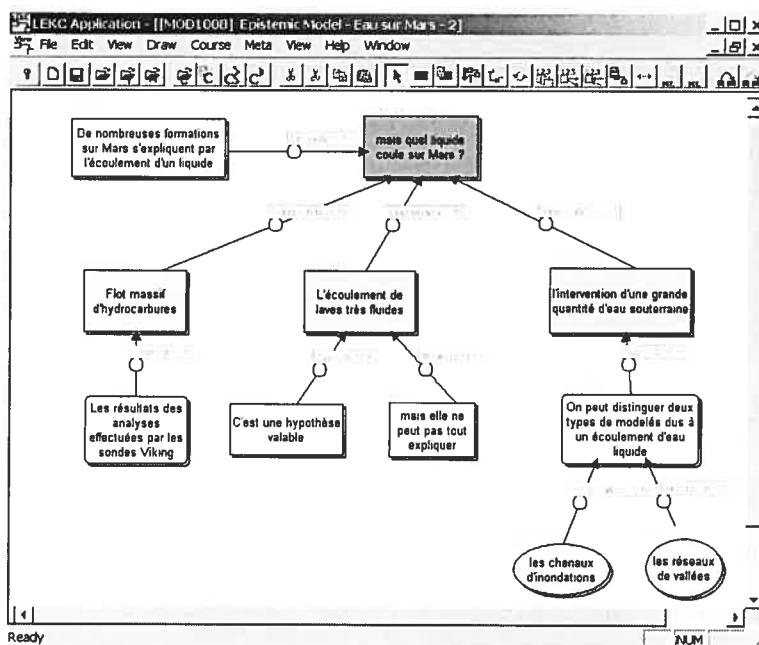 LEKC Application - [[MOD1000] Epistemic Model - Eau sur Mars - 2]
File Edit View Draw Course Meta View Help Window
De nombreuses formations
sur Mars s'expliquent par
l'écoulement d'un liquide
mais quel liquide
coule sur Mars ?
Flot massif
d'hydrocarbures
L'écoulement de
laves très fluides
l'intervention d'une grande
quantité d'eau souterraine
Les résultats des
analyses
effectuées par les
sondes Viking
C'est une hypothèse
valable
mais elle ne
peut pas tout
expliquer
On peut distinguer deux
types de modelés dus à
un écoulement d'eau
liquide
les chenaux
d'inondations
les réseaux
de vallées
Ready
NUM